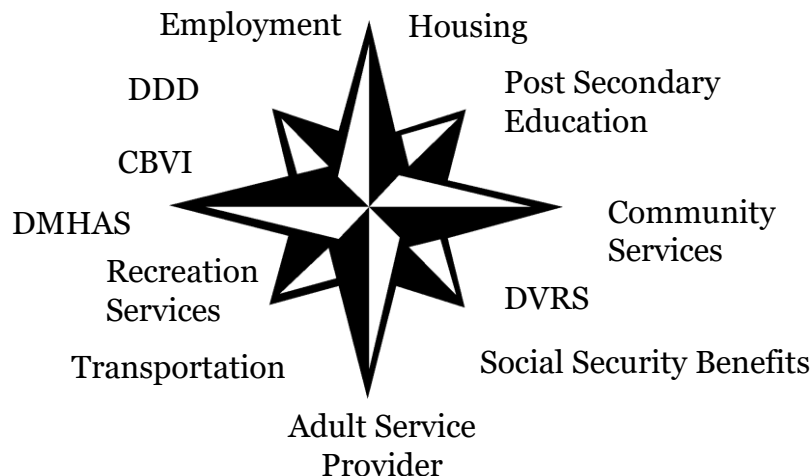 Employment
Housing
DDD
Post Secondary
Education
CBVI
DMHAS
Community
Services
Recreation
Services
DVRS
Transportation
Social Security Benefits
Adult Service
Provider